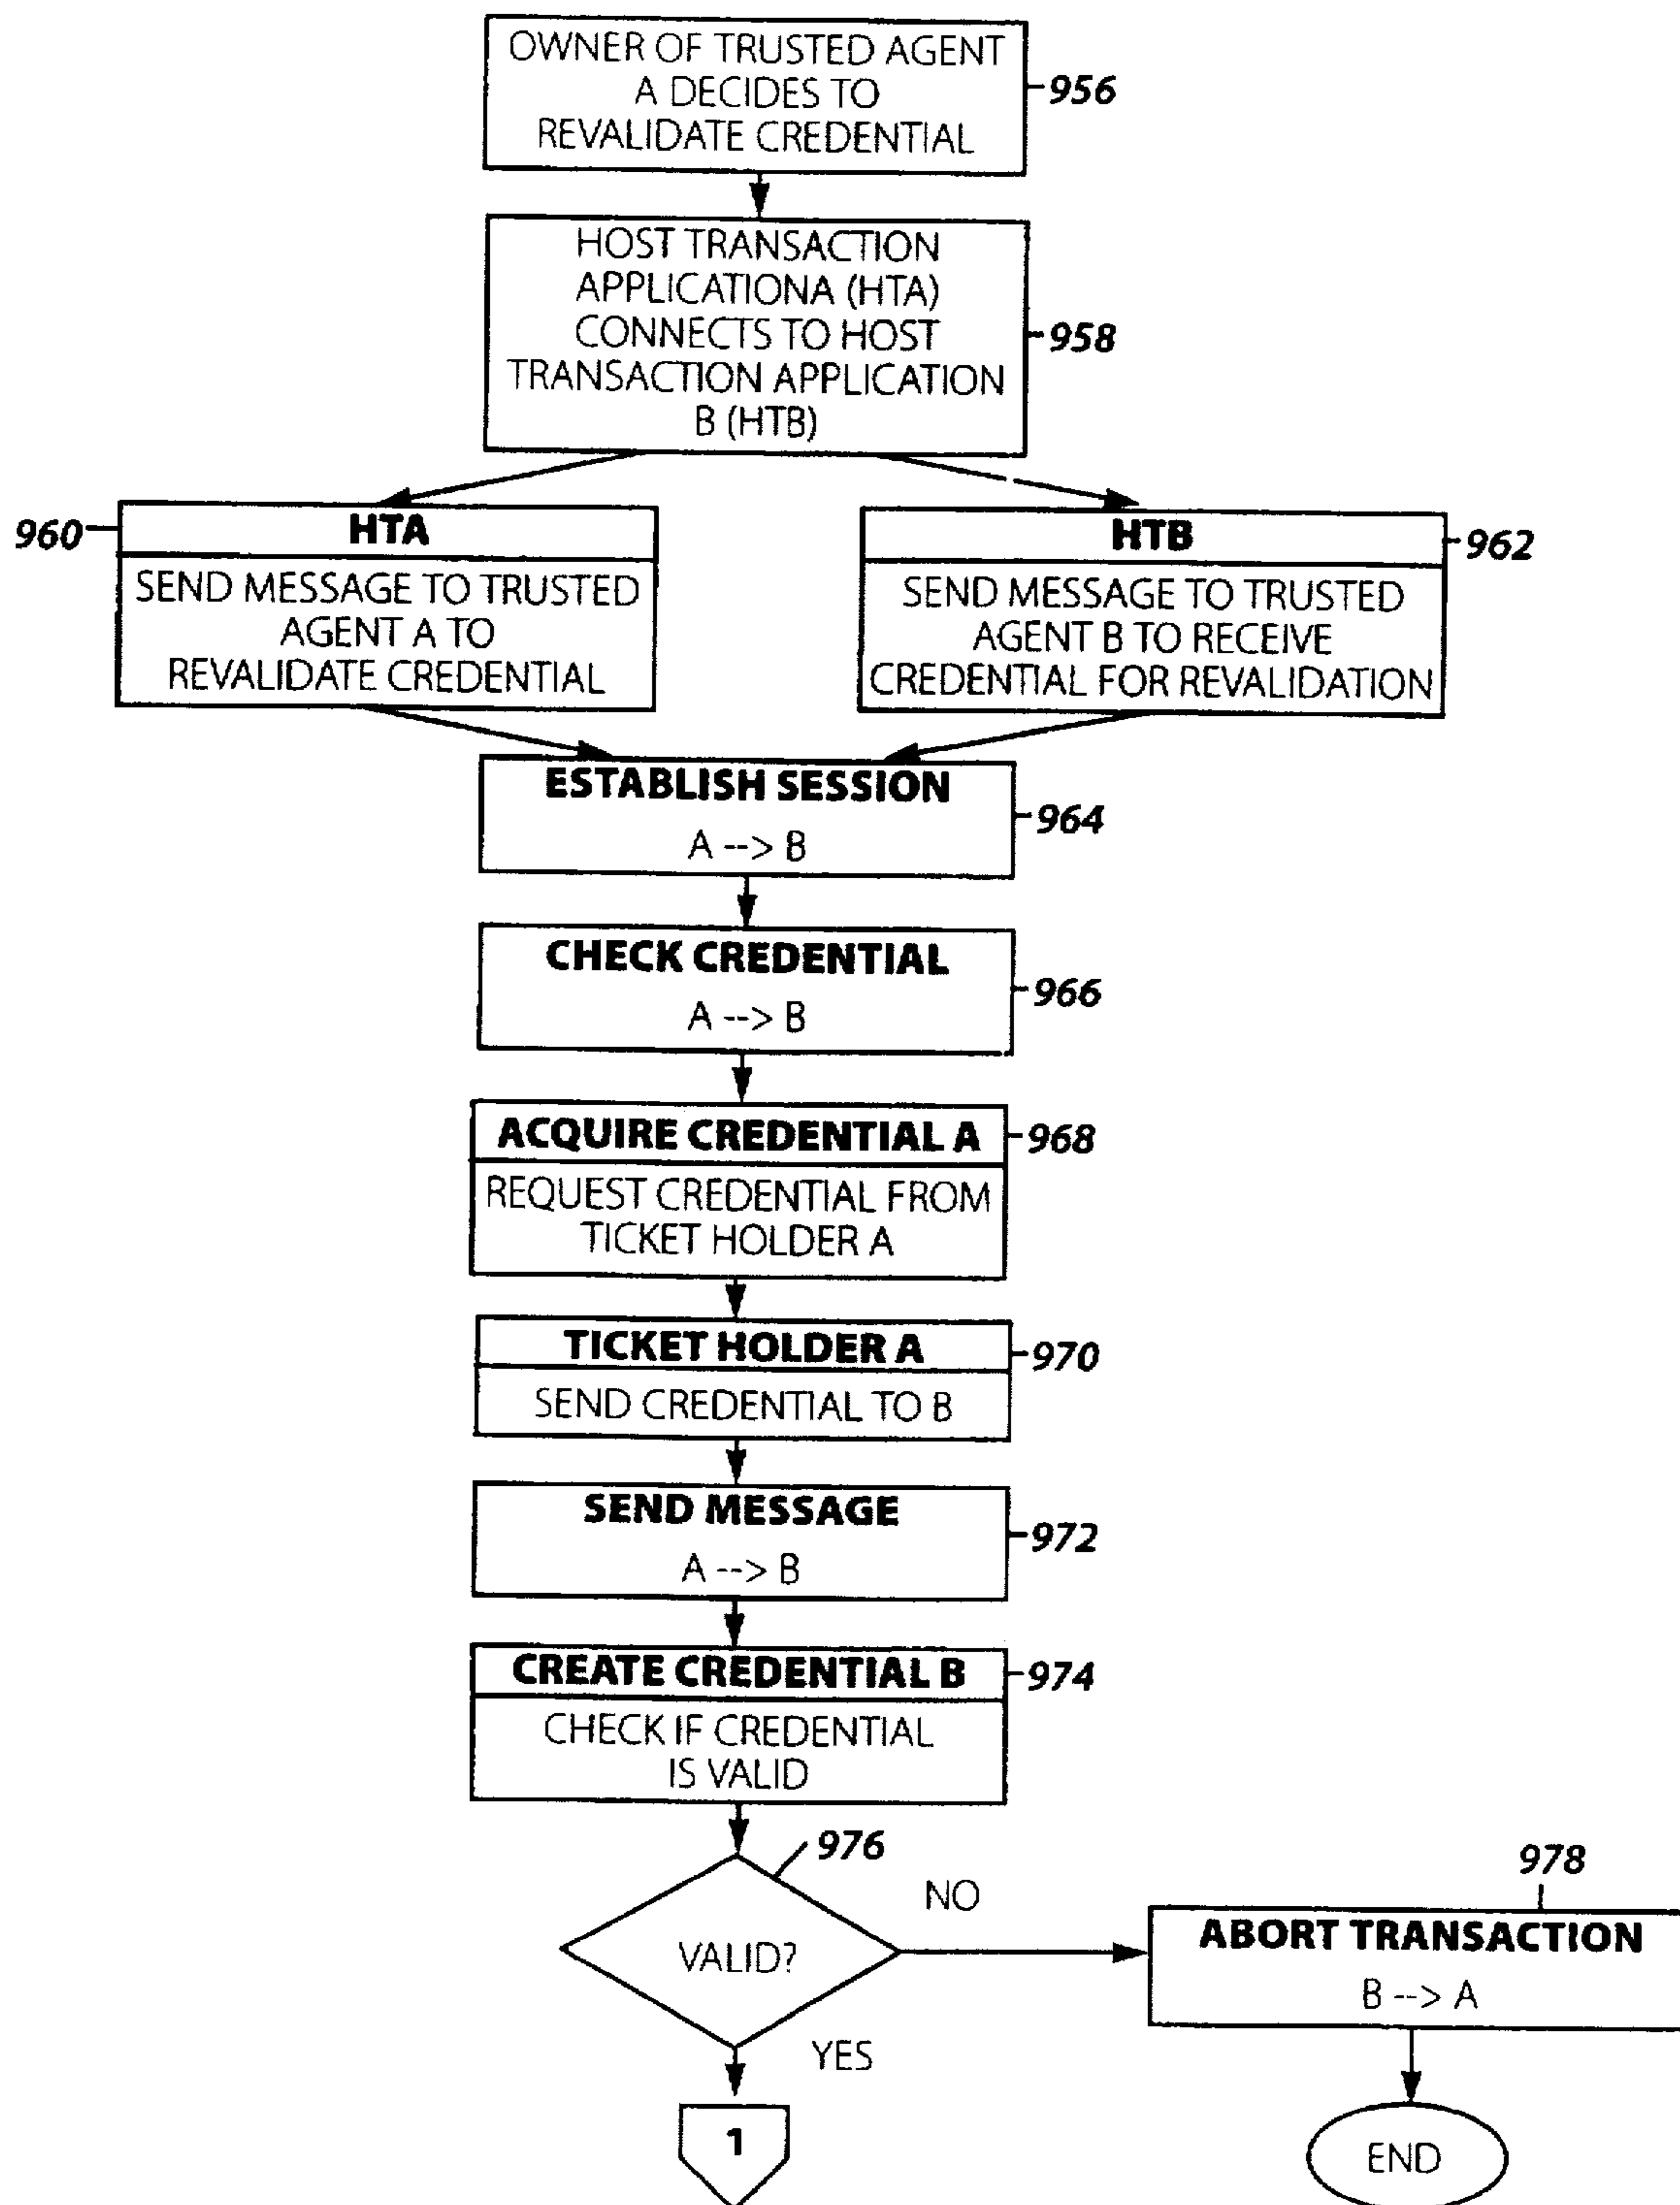 OWNER OF TRUSTED AGENT
A DECIDES TO
REVALIDATE CREDENTIAL
956
HOST TRANSACTION
APPLICATIONA (HTA)
CONNECTS TO HOST
TRANSACTION APPLICATION
B (HTB)
958
960
HTA
SEND MESSAGE TO TRUSTED
AGENT A TO
REVALIDATE CREDENTIAL
HTB
962
SEND MESSAGE TO TRUSTED
AGENT B TO RECEIVE
CREDENTIAL FOR REVALIDATION
ESTABLISH SESSION
A --> B
964
CHECK CREDENTIAL
A --> B
966
ACQUIRE CREDENTIAL A
968
REQUEST CREDENTIAL FROM
TICKET HOLDER A
TICKET HOLDER A
970
SEND CREDENTIAL TO B
SEND MESSAGE
972
A --> B
CREATE CREDENTIAL B
974
CHECK IF CREDENTIAL
IS VALID
976
VALID?
NO
978
ABORT TRANSACTION
B --> A
YES
1
END